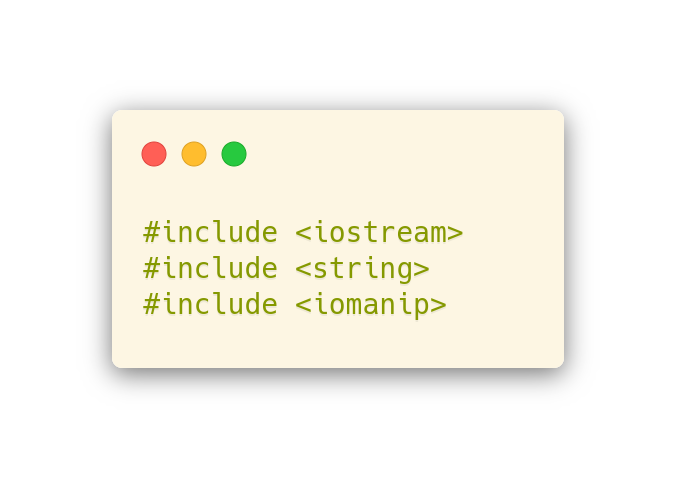 #include <iostream>
#include <string>
#include <iomanip>